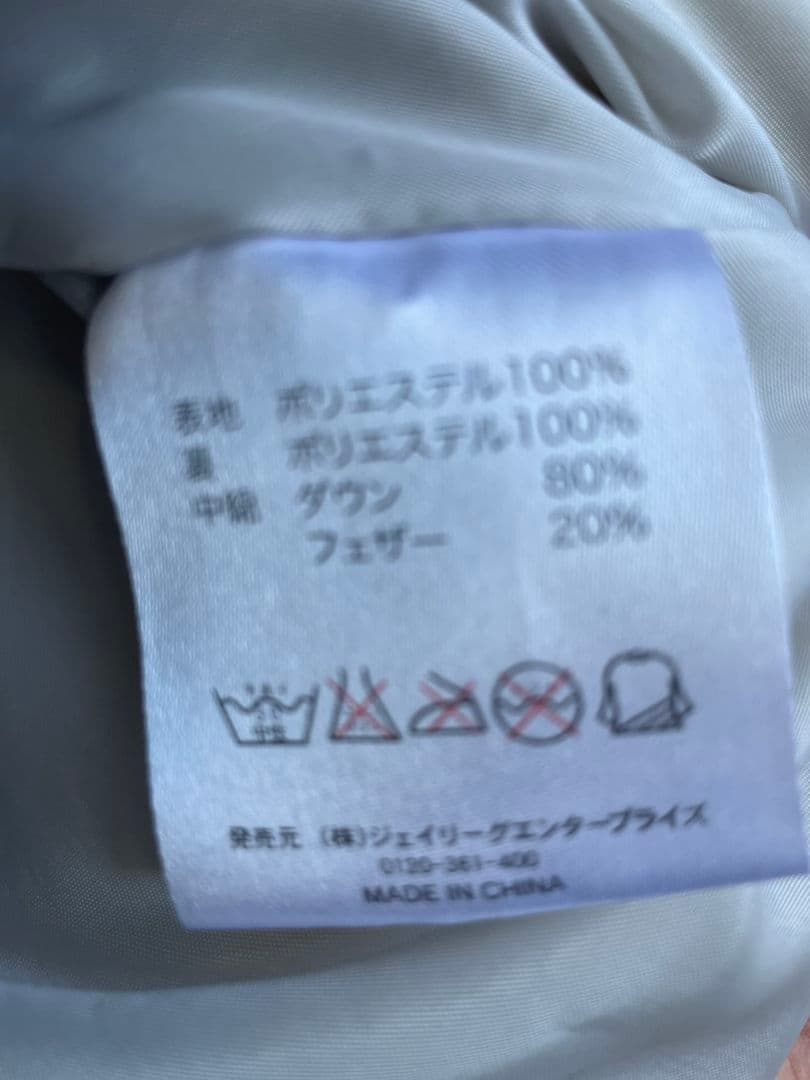 表地 ポリエステル100%
裏 ポリエステル100%
中綿 ダウン 80%
フェザー 20%
発売元 (株)ジェイリーグエンタープライズ
0120-361-400
MADE IN CHINA